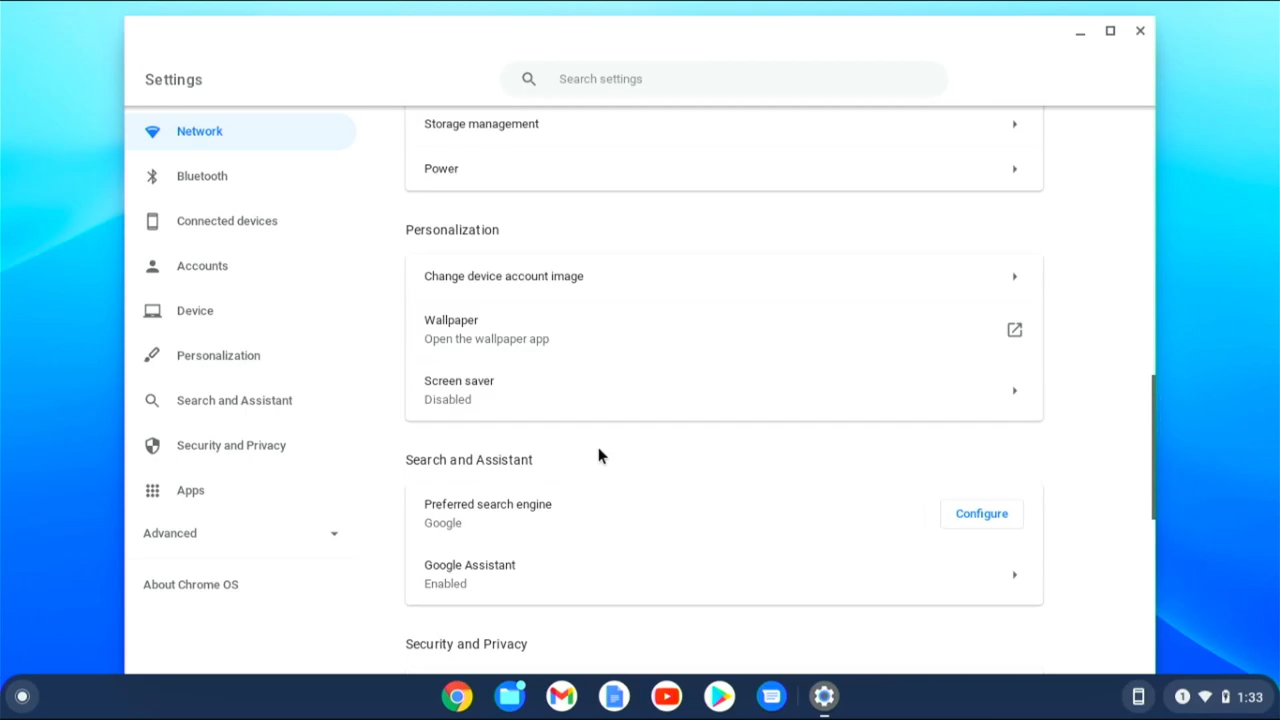 Settings
Search settings
Network
Bluetooth
Connected devices
Accounts
Device
Personalization
Search and Assistant
Security and Privacy
Apps
Advanced
About Chrome OS
Storage management
Power
Personalization
Change device account image
Wallpaper
Open the wallpaper app
Screen saver
Disabled
Search and Assistant
Preferred search engine
Google
Configure
Google Assistant
Enabled
Security and Privacy
1
1:33